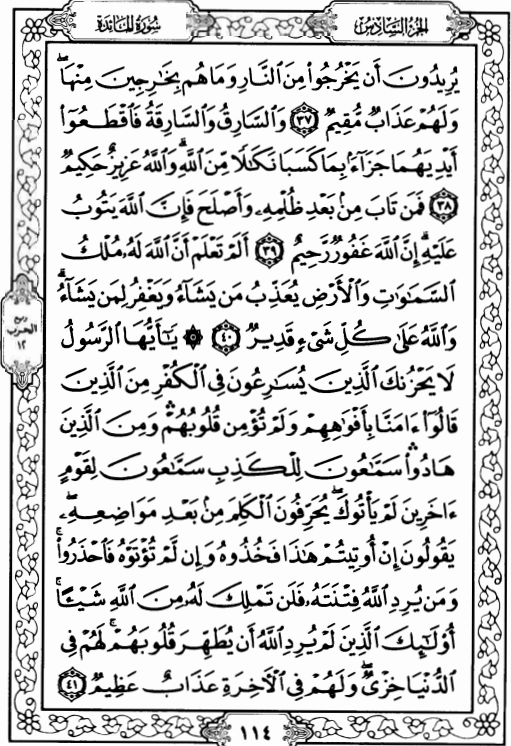 الجزء السادس
سورة المائدة
يُرِيدُونَ أَن يَخْرُجُوا۟ مِنَ ٱلنَّارِ وَمَا هُم بِخَٰرِجِينَ مِنْهَا ۖ
وَلَهُمْ عَذَابٌ مُّقِيمٌ ٣٧ وَٱلسَّارِقُ وَٱلسَّارِقَةُ فَٱقْطَعُوٓا۟
أَيْدِيَهُمَا جَزَآءًۢ بِمَا كَسَبَا نَكَٰلًا مِّنَ ٱللَّهِ ۗ وَٱللَّهُ عَزِيزٌ حَكِيمٌ
٣٨ فَمَن تَابَ مِنۢ بَعْدِ ظُلْمِهِۦ وَأَصْلَحَ فَإِنَّ ٱللَّهَ يَتُوبُ
عَلَيْهِ ۗ إِنَّ ٱللَّهَ غَفُورٌ رَّحِيمٌ ٣٩ أَلَمْ تَعْلَمْ أَنَّ ٱللَّهَ لَهُۥ مُلْكُ
ٱلسَّمَٰوَٰتِ وَٱلْأَرْضِ يُعَذِّبُ مَن يَشَآءُ وَيَغْفِرُ لِمَن يَشَآءُ ۗ
وَٱللَّهُ عَلَىٰ كُلِّ شَىْءٍ قَدِيرٌ ٤٠ ۞ يَٰٓأَيُّهَا ٱلرَّسُولُ
لَا يَحْزُنكَ ٱلَّذِينَ يُسَٰرِعُونَ فِى ٱلْكُفْرِ مِنَ ٱلَّذِينَ
قَالُوٓا۟ ءَامَنَّا بِأَفْوَٰهِهِمْ وَلَمْ تُؤْمِن قُلُوبُهُمْ ۛ وَمِنَ ٱلَّذِينَ
هَادُوا۟ ۛ سَمَّٰعُونَ لِلْكَذِبِ سَمَّٰعُونَ لِقَوْمٍ
ءَاخَرِينَ لَمْ يَأْتُوكَ ۖ يُحَرِّفُونَ ٱلْكَلِمَ مِنۢ بَعْدِ مَوَاضِعِهِۦ ۖ
يَقُولُونَ إِنْ أُوتِيتُمْ هَٰذَا فَخُذُوهُ وَإِن لَّمْ تُؤْتَوْهُ فَٱحْذَرُوا۟ ۚ
وَمَن يُرِدِ ٱللَّهُ فِتْنَتَهُۥ فَلَن تَمْلِكَ لَهُۥ مِنَ ٱللَّهِ شَيْـًٔا ۚ
أُو۟لَٰٓئِكَ ٱلَّذِينَ لَمْ يُرِدِ ٱللَّهُ أَن يُطَهِّرَ قُلُوبَهُمْ ۚ لَهُمْ فِى
ٱلدُّنْيَا خِزْىٌ ۖ وَلَهُمْ فِى ٱلْءَاخِرَةِ عَذَابٌ عَظِيمٌ ٤١
ربع
الحزب
١٢
١١٤